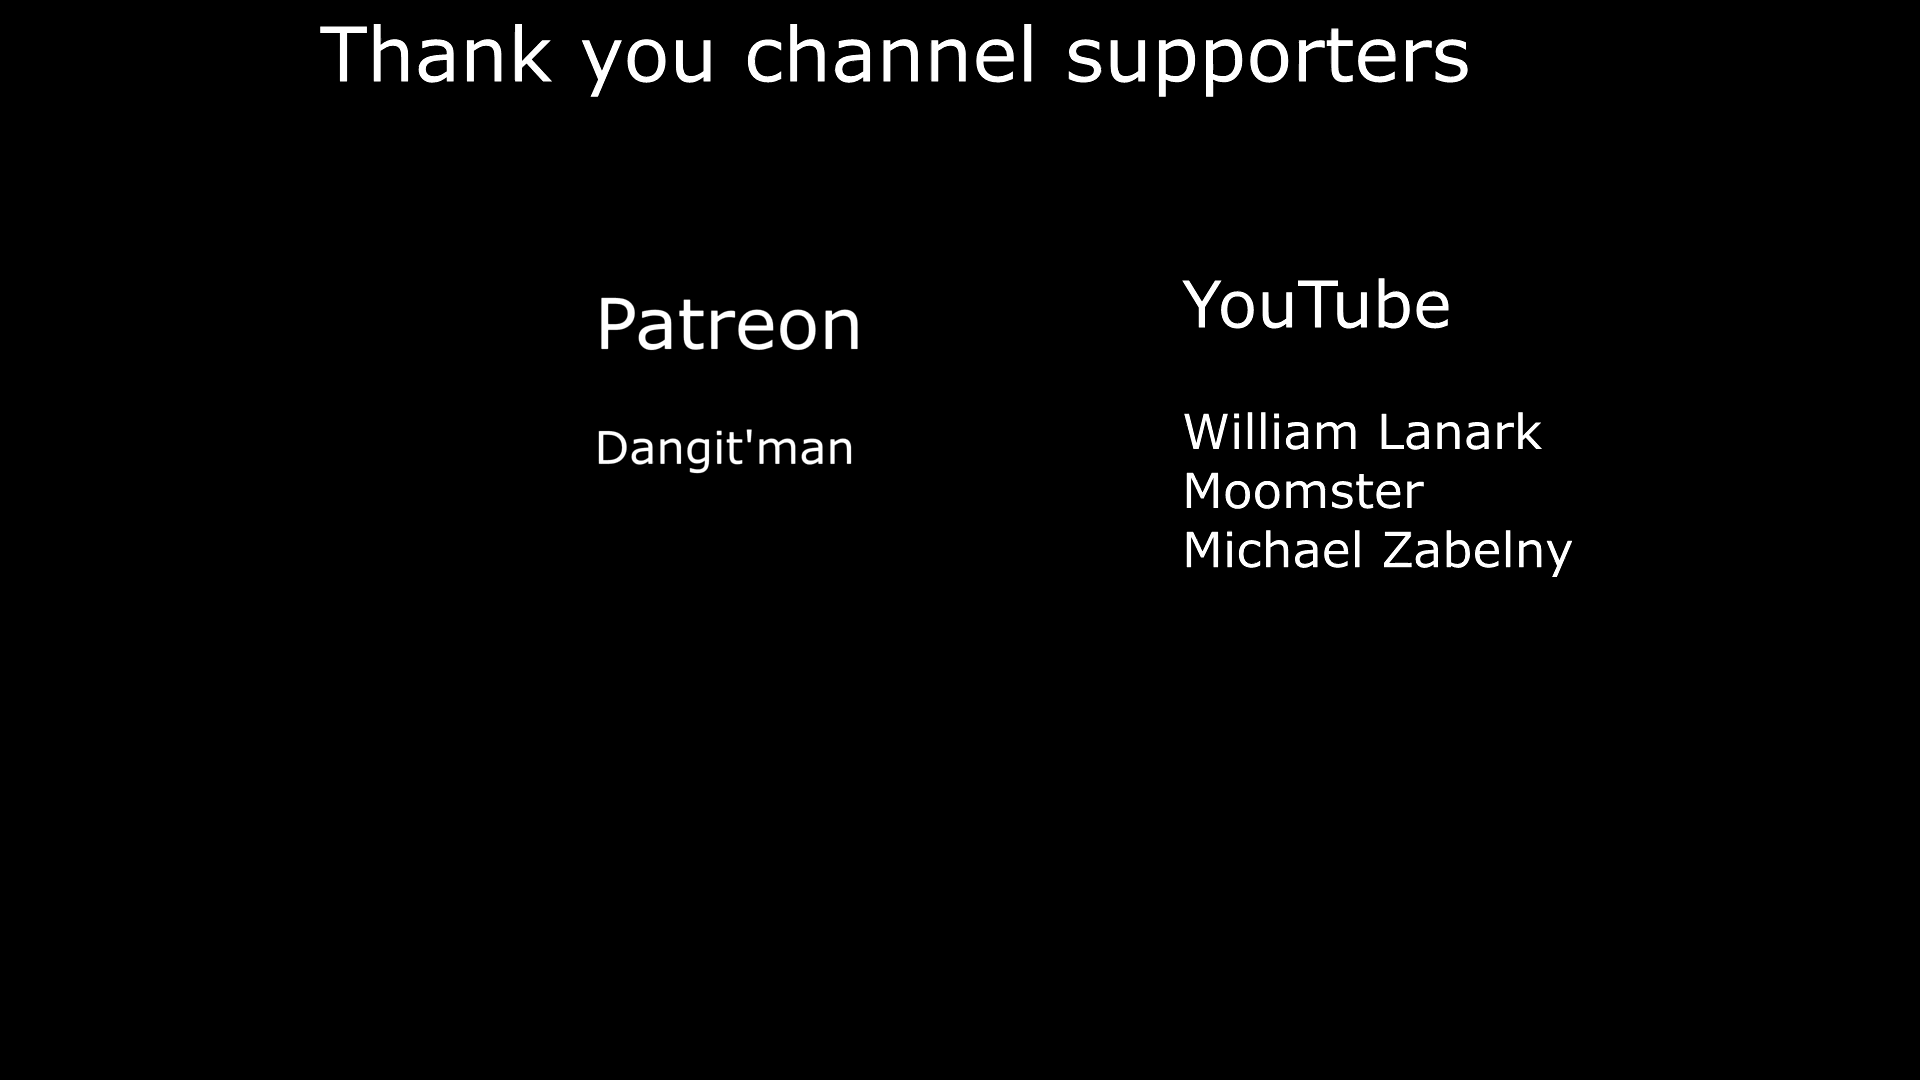 Thank you channel supporters
Patreon
Dangit'man
YouTube
William Lanark
Moomster
Michael Zabelny